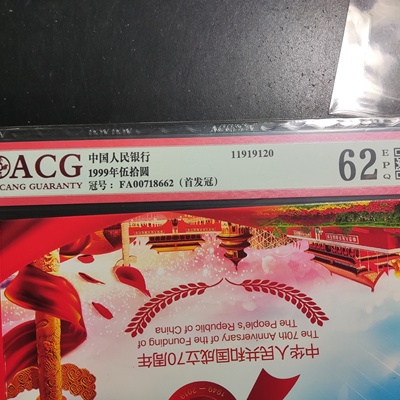 ACG
CANG GUARANTY
中国人民银行
1999年伍拾圆
冠号： FA00718662（首发冠）
11919120
62
E
P
Q
中华人民共和国成立70周年
The 70th Anniversary of the Founding of
The People's Republic of China